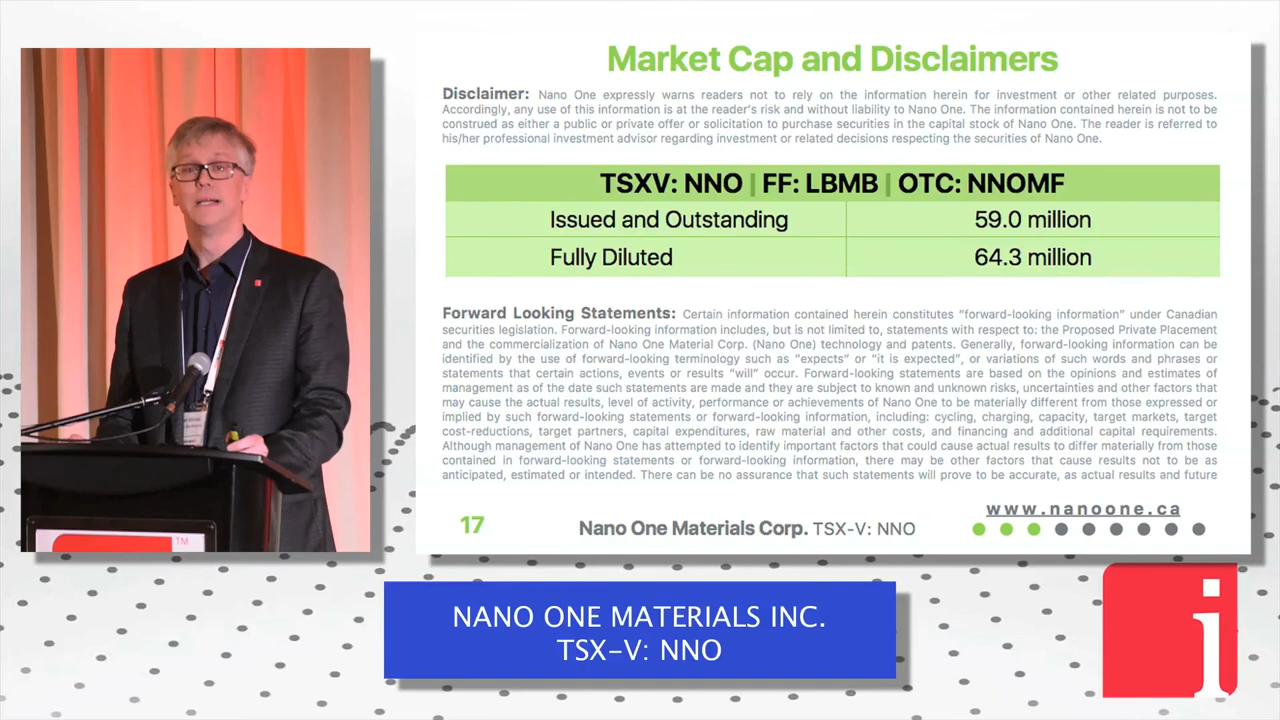 Market Cap and Disclaimers
Disclaimer: Nano One expressly warns readers not to rely on the information herein for investment or other related purposes.
Accordingly, any use of this information is at the reader's risk and without liability to Nano One. The information contained herein is not to be
construed as either a public or private offer or solicitation to purchase securities in the capital stock of Nano One. The reader is referred to
his/her professional investment advisor regarding investment or related decisions respecting the securities of Nano One.
TSXV: NNO | FF: LBMB | OTC: NNOMF
Issued and Outstanding 59.0 million
Fully Diluted 64.3 million
Forward Looking Statements: Certain information contained herein constitutes “forward-looking information” under Canadian
securities legislation. Forward-looking information includes, but is not limited to, statements with respect to: the Proposed Private Placement
and the commercialization of Nano One Material Corp. (Nano One) technology and patents. Generally, forward-looking information can be
identified by the use of forward-looking terminology such as “expects” or “it is expected”, or variations of such words and phrases or
statements that certain actions, events or results “will” occur. Forward-looking statements are based on the opinions and estimates of
management as of the date such statements are made and they are subject to known and unknown risks, uncertainties and other factors that
may cause the actual results, level of activity, performance or achievements of Nano One to be materially different from those expressed or
implied by such forward-looking statements or forward-looking information, including: cycling, charging, capacity, target markets, target
cost-reductions, target partners, capital expenditures, raw material and other costs, and financing and additional capital requirements.
Although management of Nano One has attempted to identify important factors that could cause actual results to differ materially from those
contained in forward-looking statements or forward-looking information, there may be other factors that cause results not to be as
anticipated, estimated or intended. There can be no assurance that such statements will prove to be accurate, as actual results and future
17
Nano One Materials Corp. TSX-V: NNO
www.nanoone.ca
TM
NANO ONE MATERIALS INC.
TSX-V: NNO
i